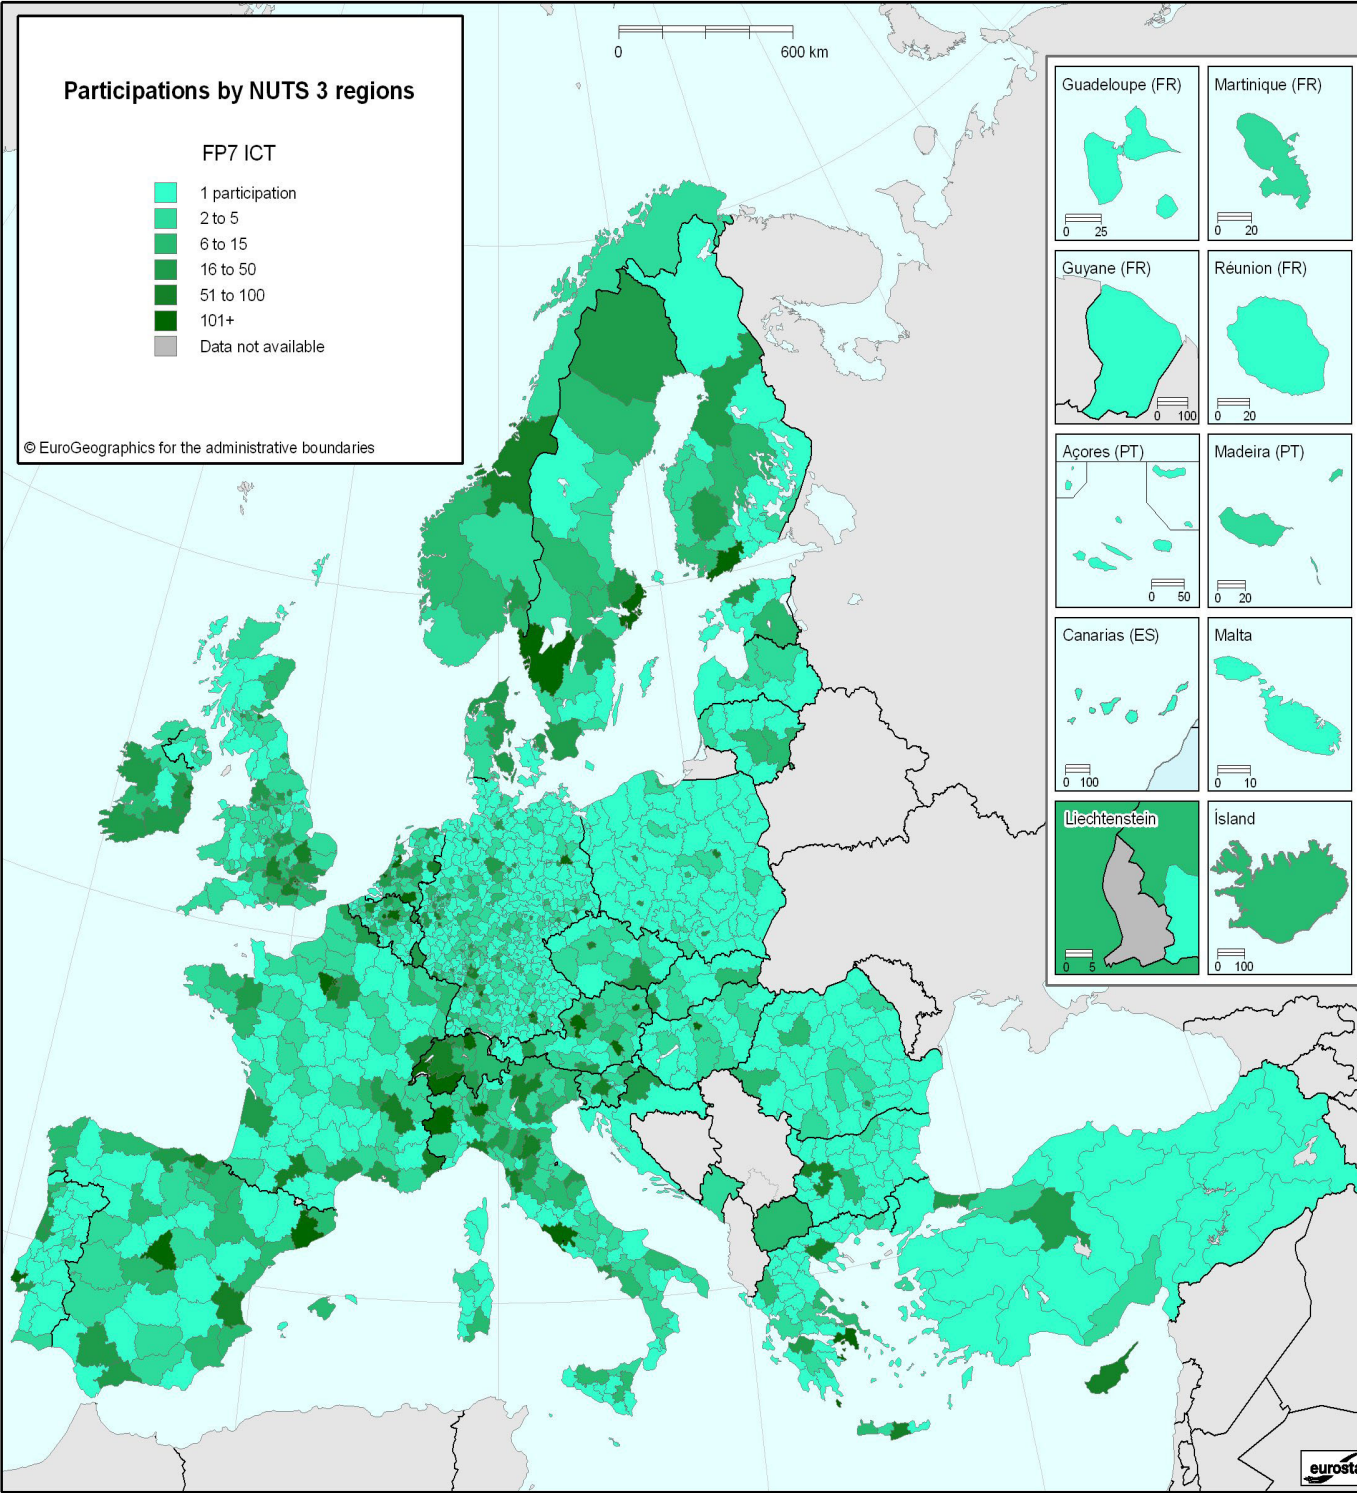 Participations by NUTS 3 regions
FP7 ICT
1 participation
2 to 5
6 to 15
16 to 50
51 to 100
101+
Data not available
© EuroGeographics for the administrative boundaries
0 600 km
Guadeloupe (FR)
0 25
Martinique (FR)
0 20
Guyane (FR)
0 100
Réunion (FR)
0 20
Açores (PT)
0 50
Madeira (PT)
0 20
Canarias (ES)
0 100
Malta
0 10
Liechtenstein
0 5
Ísland
0 100
eurosta